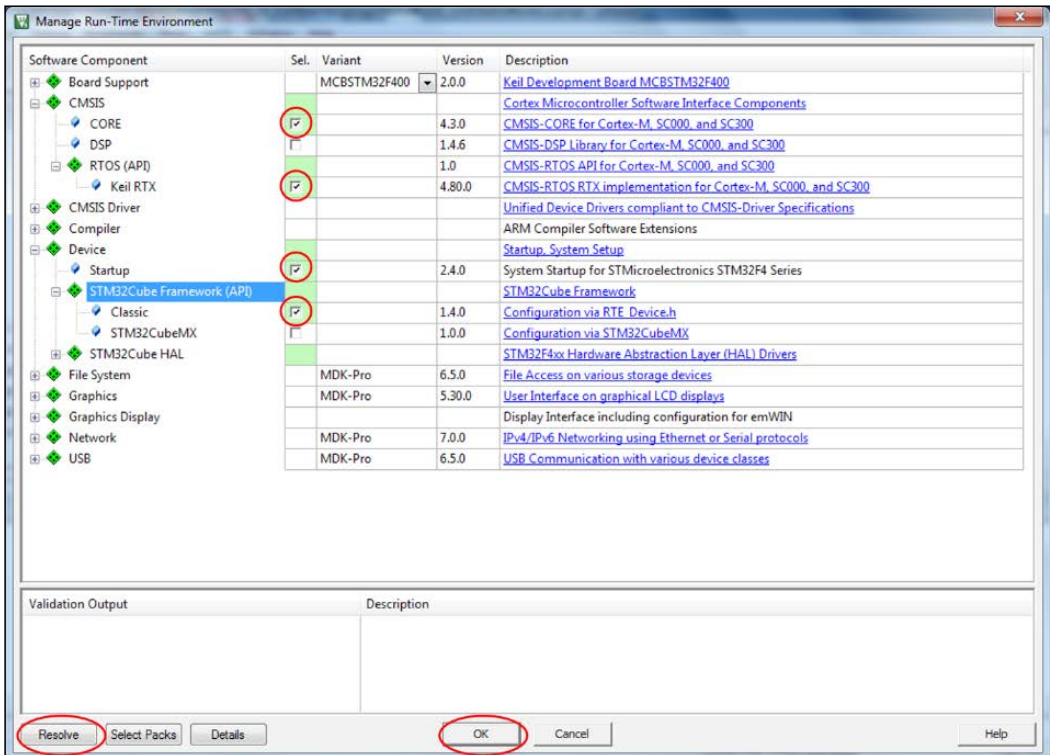 Manage Run-Time Environment
Software Component Sel. Variant Version Description
Board Support MCBSTM32F400 2.0.0 Keil Development Board MCBSTM32F400
CMSIS Cortex Microcontroller Software Interface Components
CORE 4.3.0 CMSIS-CORE for Cortex-M, SC000, and SC300
DSP 1.4.6 CMSIS-DSP Library for Cortex-M, SC000, and SC300
RTOS (API) 1.0 CMSIS-RTOS API for Cortex-M, SC000, and SC300
Keil RTX 4.80.0 CMSIS-RTOS RTX implementation for Cortex-M, SC000, and SC300
CMSIS Driver Unified Device Drivers compliant to CMSIS-Driver Specifications
Compiler ARM Compiler Software Extensions
Device Startup, System Setup
Startup 2.4.0 System Startup for STMicroelectronics STM32F4 Series
STM32Cube Framework (API) STM32Cube Framework
Classic 1.4.0 Configuration via RTE_Device.h
STM32CubeMX 1.0.0 Configuration via STM32CubeMX
STM32Cube HAL STM32F4xx Hardware Abstraction Layer (HAL) Drivers
File System MDK-Pro 6.5.0 File Access on various storage devices
Graphics MDK-Pro 5.30.0 User Interface on graphical LCD displays
Graphics Display Display Interface including configuration for emWIN
Network MDK-Pro 7.0.0 IPv4/IPv6 Networking using Ethernet or Serial protocols
USB MDK-Pro 6.5.0 USB Communication with various device classes
Validation Output Description
Resolve Select Packs Details OK Cancel Help